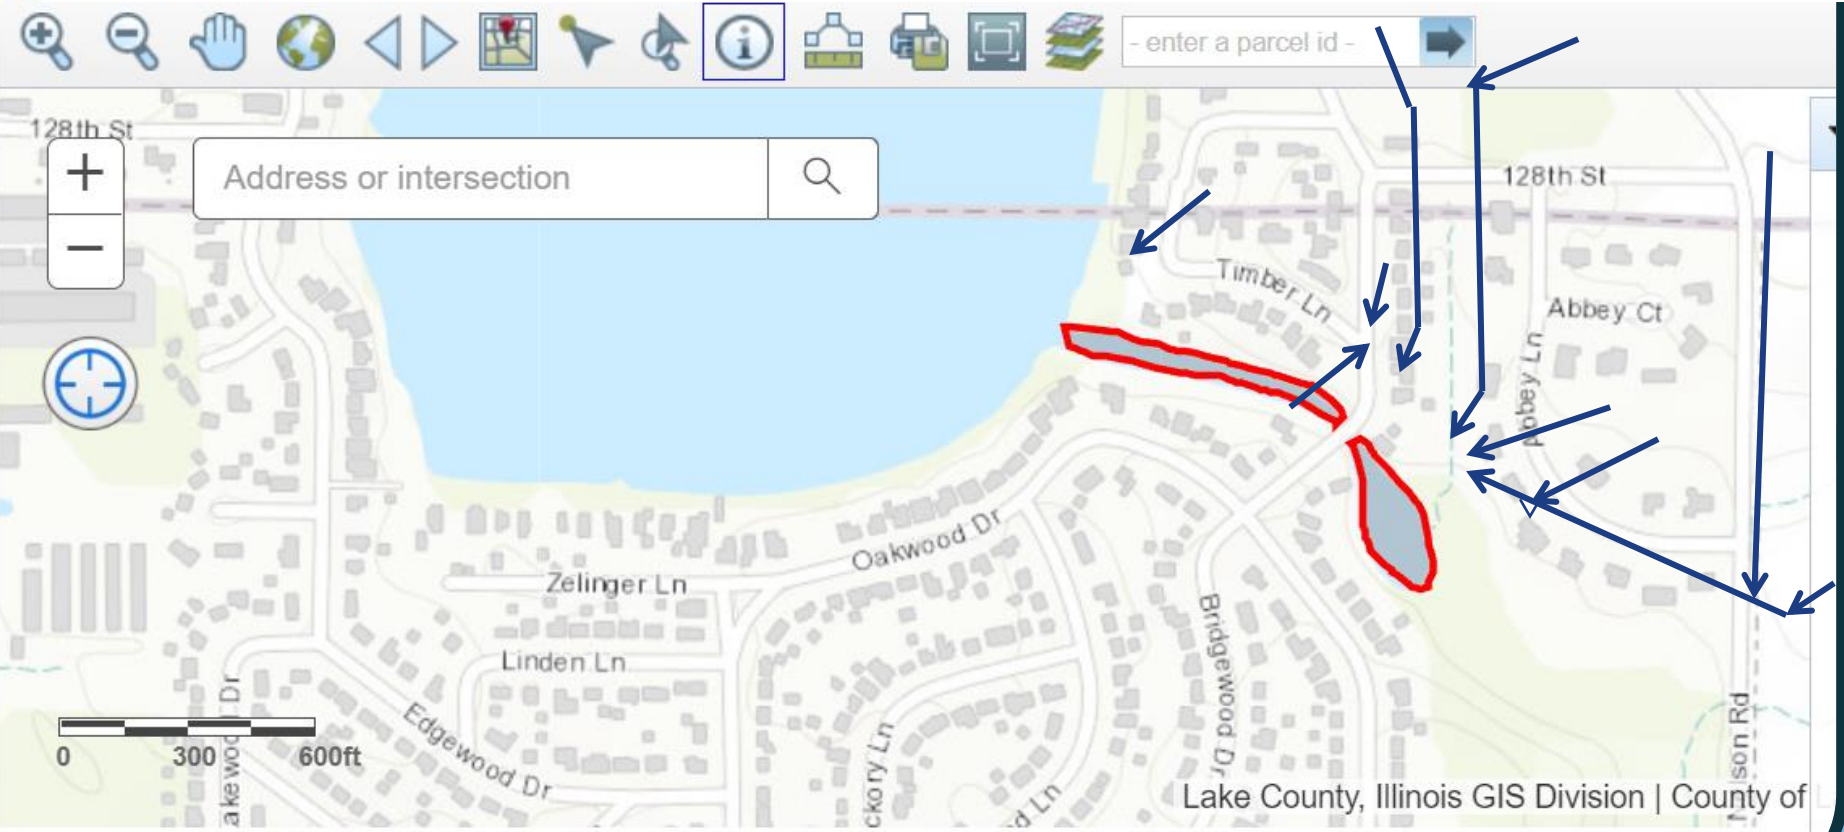 - enter a parcel id -
128th St
Address or intersection
128th St
Timber Ln
Abbey Ct
Abbey Ln
Oakwood Dr
Zelinger Ln
Linden Ln
Bridgewood Dr
Edgewood Dr
0 300 600ft
Lake County, Illinois GIS Division | County of